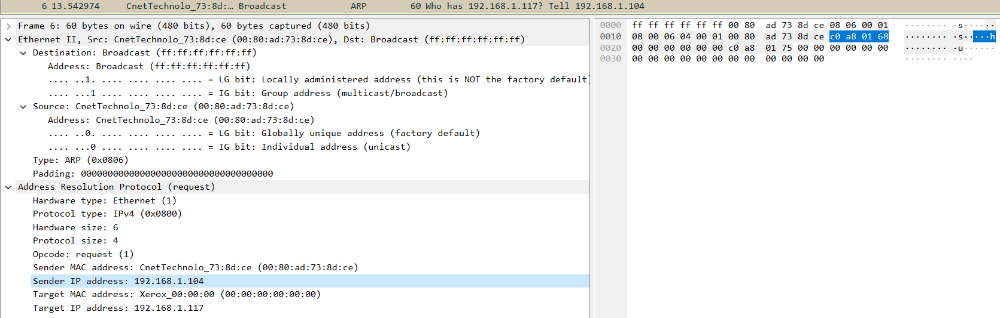 6 13.542974 CnetTechnolo_73:8d:… Broadcast ARP 60 Who has 192.168.1.117? Tell 192.168.1.104
Frame 6: 60 bytes on wire (480 bits), 60 bytes captured (480 bits)
Ethernet II, Src: CnetTechnolo_73:8d:ce (00:80:ad:73:8d:ce), Dst: Broadcast (ff:ff:ff:ff:ff:ff)
Destination: Broadcast (ff:ff:ff:ff:ff:ff)
Address: Broadcast (ff:ff:ff:ff:ff:ff)
.... ..1. .... .... .... .... = LG bit: Locally administered address (this is NOT the factory default)
.... ...1 .... .... .... .... = IG bit: Group address (multicast/broadcast)
Source: CnetTechnolo_73:8d:ce (00:80:ad:73:8d:ce)
Address: CnetTechnolo_73:8d:ce (00:80:ad:73:8d:ce)
.... ..0. .... .... .... .... = LG bit: Globally unique address (factory default)
.... ...0 .... .... .... .... = IG bit: Individual address (unicast)
Type: ARP (0x0806)
Padding: 000000000000000000000000000000000000
Address Resolution Protocol (request)
Hardware type: Ethernet (1)
Protocol type: IPv4 (0x0800)
Hardware size: 6
Protocol size: 4
Opcode: request (1)
Sender MAC address: CnetTechnolo_73:8d:ce (00:80:ad:73:8d:ce)
Sender IP address: 192.168.1.104
Target MAC address: Xerox_00:00:00 (00:00:00:00:00:00)
Target IP address: 192.168.1.117
0000 ff ff ff ff ff ff 00 80 ad 73 8d ce 08 06 00 01 ········ ·s······
0010 08 00 06 04 00 01 00 80 ad 73 8d ce c0 a8 01 68 ········ ·s·····h
0020 00 00 00 00 00 00 c0 a8 01 75 00 00 00 00 00 00 ········ ·u······
0030 00 00 00 00 00 00 00 00 00 00 00 00 ········ ····